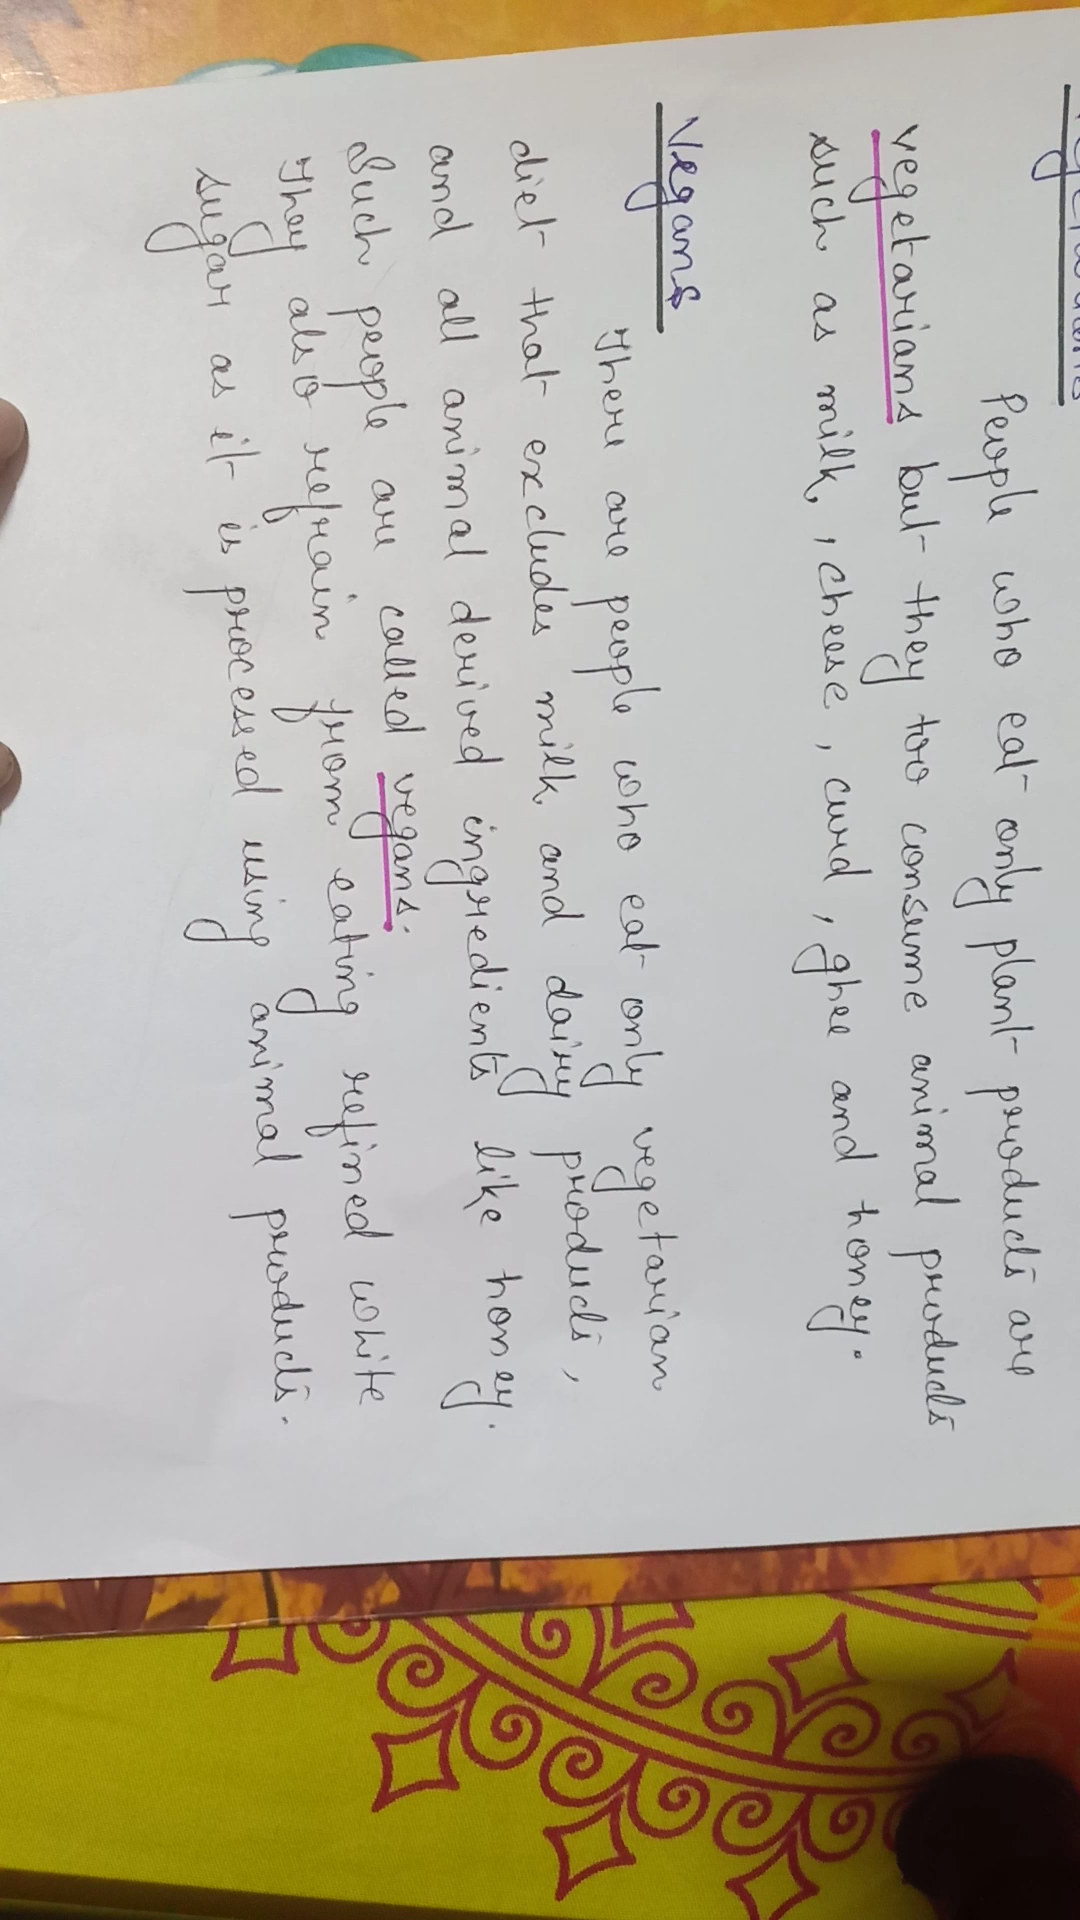 Vegetarians
People who eat only plant products are
vegetarians but they too consume animal products
such as milk, cheese, curd, ghee and honey.
Vegans
There are people who eat only vegetarian
diet that excludes milk and dairy products,
and all animal derived ingredients like honey.
Such people are called vegans.
They also refrain from eating refined white
sugar as it is processed using animal products.